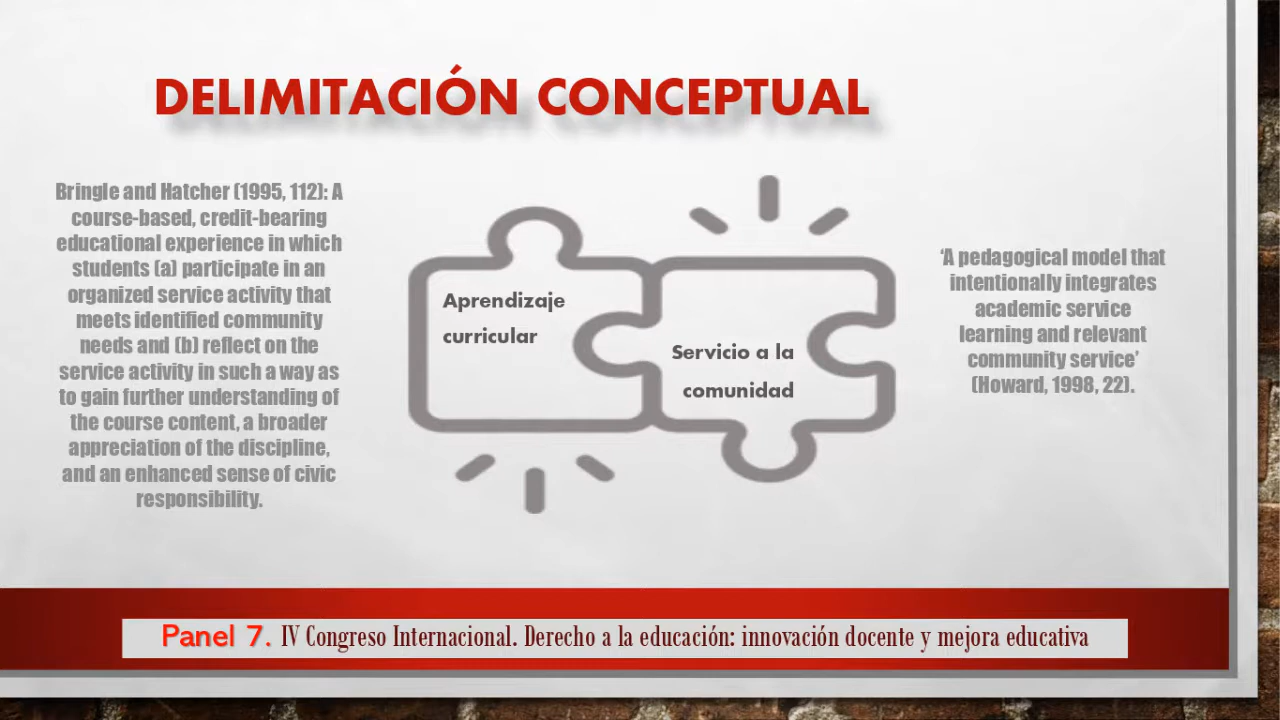 DELIMITACIÓN CONCEPTUAL
Bringle and Hatcher (1995, 112): A
course-based, credit-bearing
educational experience in which
students (a) participate in an
organized service activity that
meets identified community
needs and (b) reflect on the
service activity in such a way as
to gain further understanding of
the course content, a broader
appreciation of the discipline,
and an enhanced sense of civic
responsibility.
Aprendizaje
curricular
Servicio a la
comunidad
‘A pedagogical model that
intentionally integrates
academic service
learning and relevant
community service’
(Howard, 1998, 22).
Panel 7. IV Congreso Internacional. Derecho a la educación: innovación docente y mejora educativa